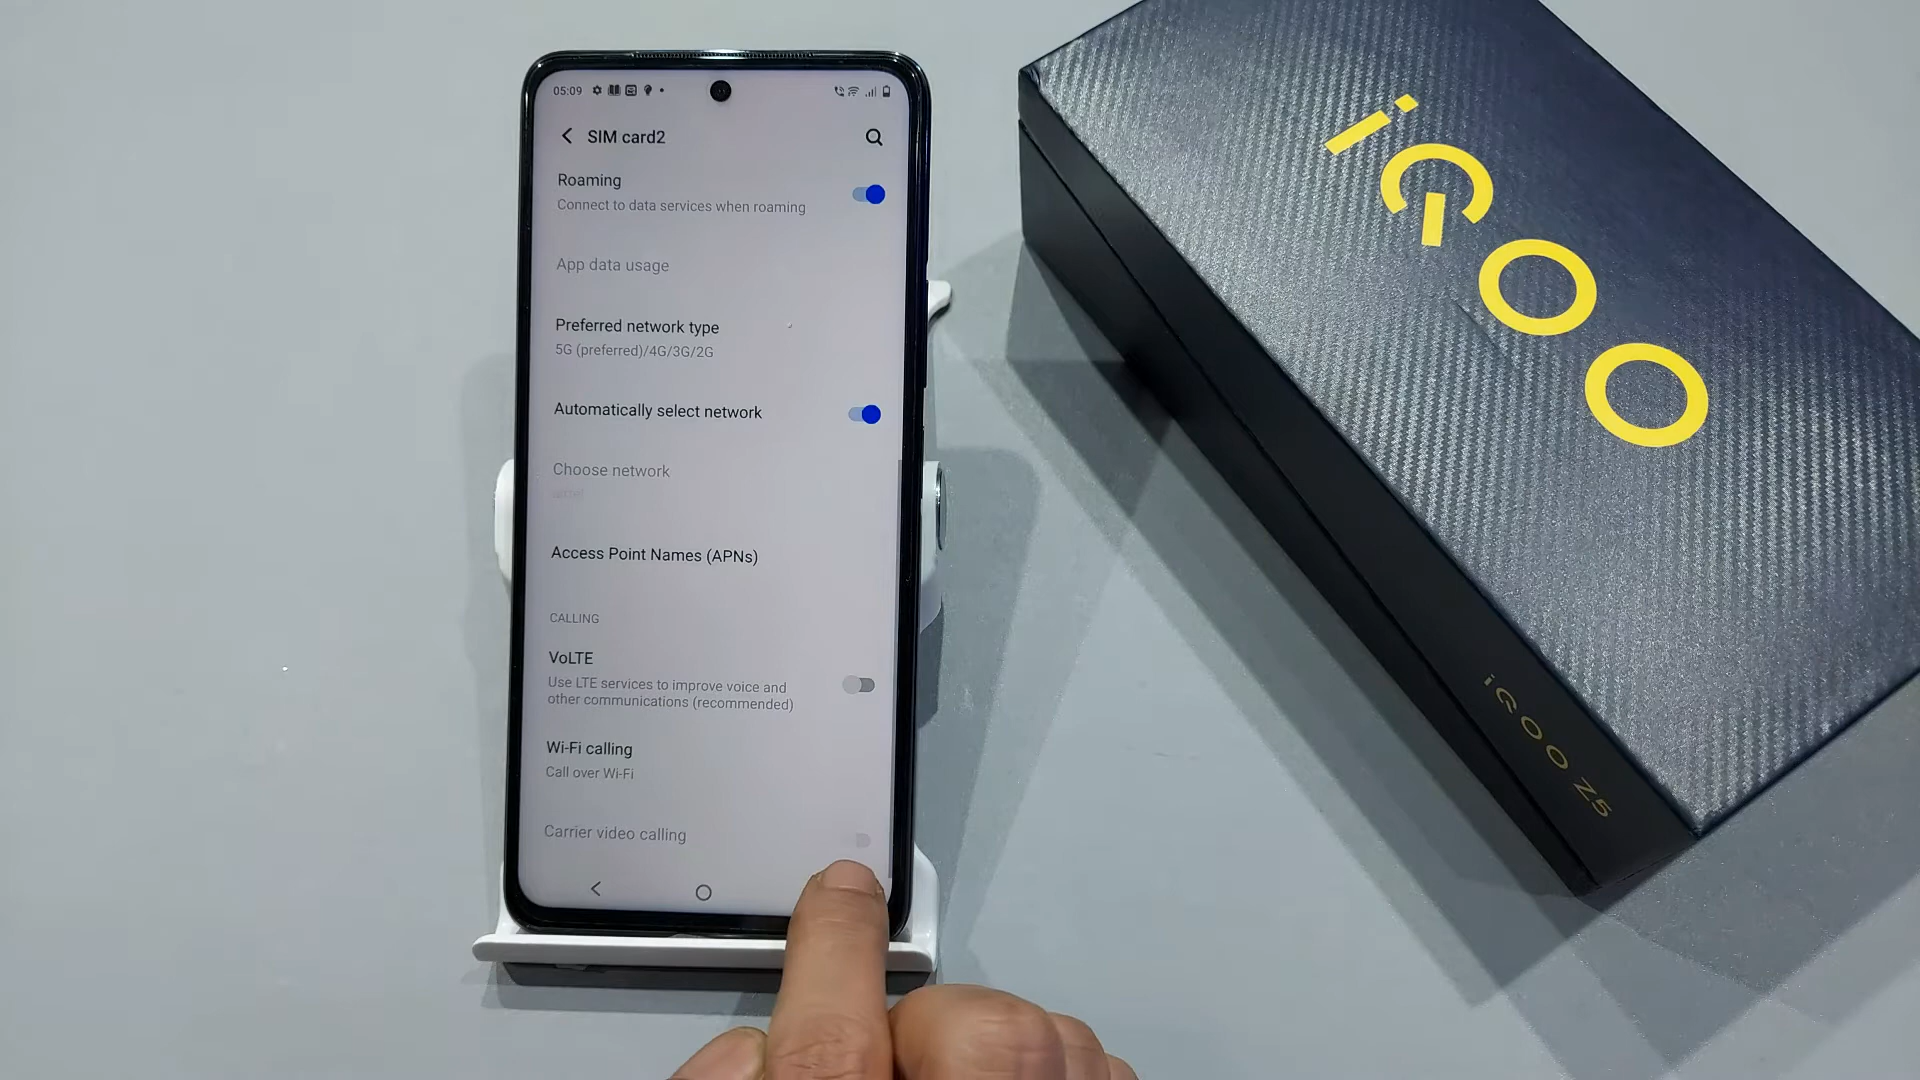 05:09
SIM card2
Roaming
Connect to data services when roaming
App data usage
Preferred network type
5G (preferred)/4G/3G/2G
Automatically select network
Choose network
Access Point Names (APNs)
CALLING
VoLTE
Use LTE services to improve voice and
other communications (recommended)
Wi-Fi calling
Call over Wi-Fi
Carrier video calling
iQOO
iQOO Z5